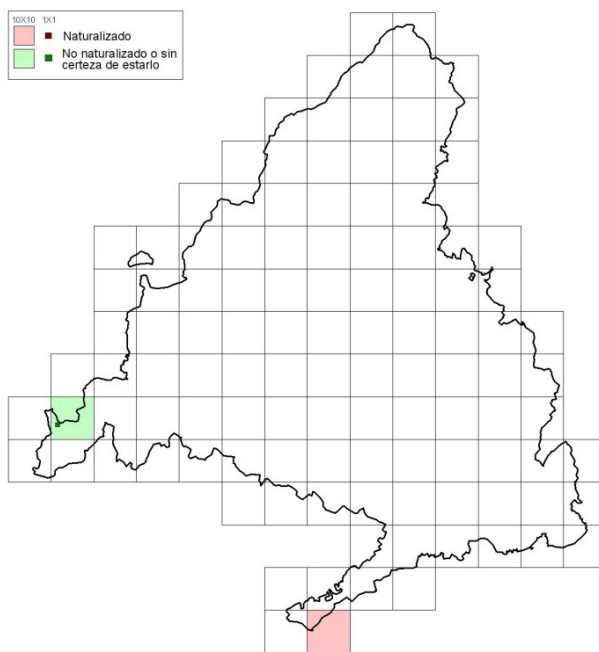 10X10 1X1
Naturalizado
No naturalizado o sin
certeza de estarlo